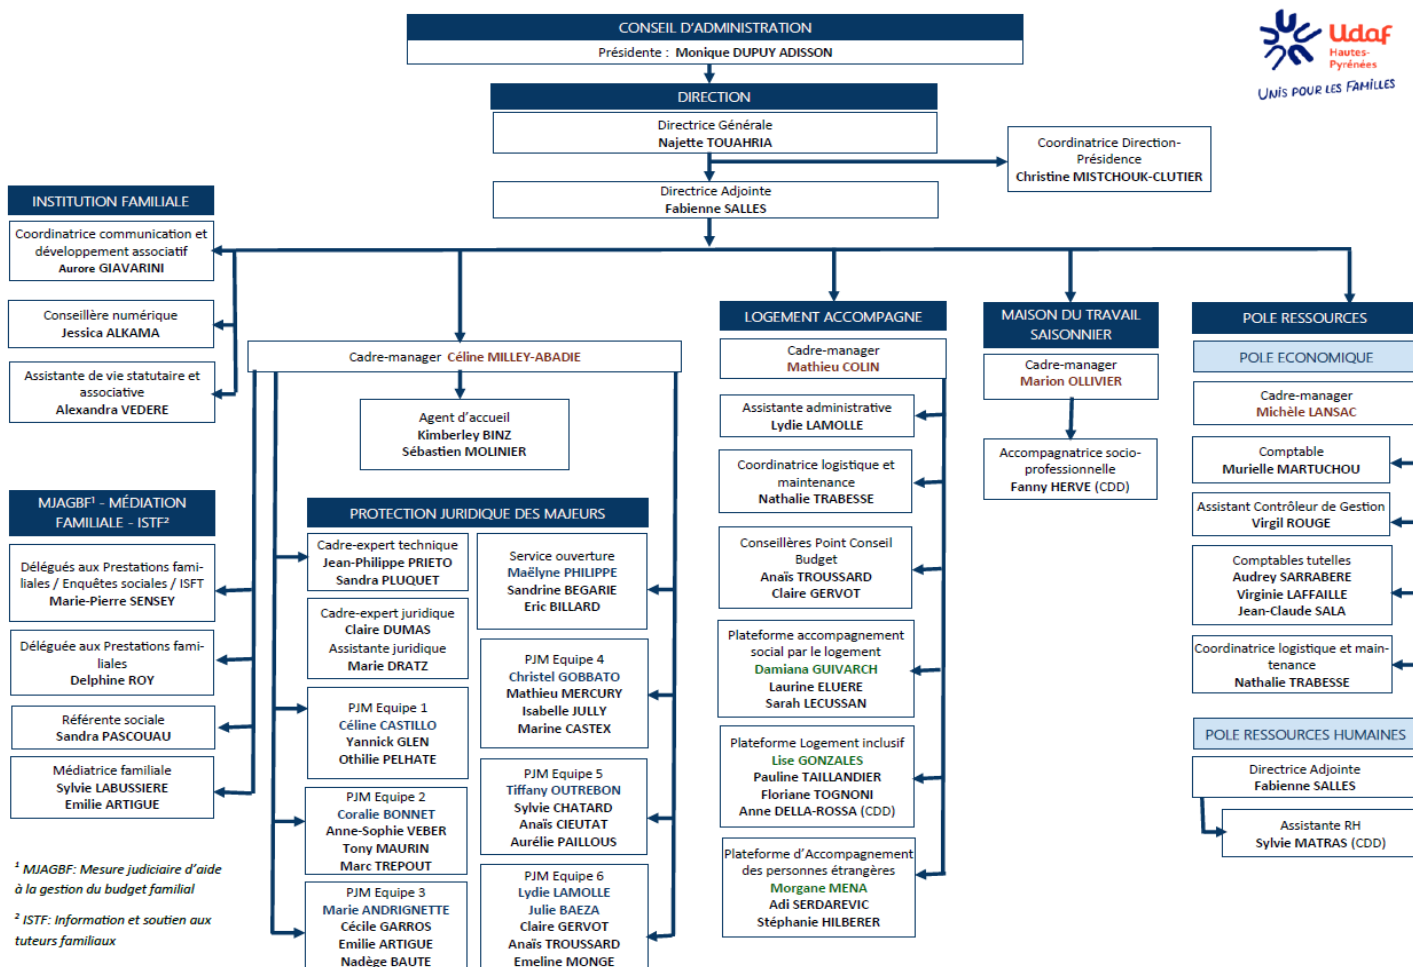 CONSEIL D'ADMINISTRATION
Présidente : Monique DUPUY ADISSON
Udaf
Hautes-
Pyrénées
UNIS POUR LES FAMILLES
DIRECTION
Directrice Générale
Najette TOUAHRIA
Coordinatrice Direction-
Présidence
Christine MISTCHOUK-CLUTIER
Directrice Adjointe
Fabienne SALLES
INSTITUTION FAMILIALE
Coordinatrice communication et
développement associatif
Aurore GIAVARINI
Conseillère numérique
Jessica ALKAMA
Assistante de vie statutaire et
associative
Alexandra VEDERE
Cadre-manager Céline MILLEY-ABADIE
Agent d'accueil
Kimberley BINZ
Sébastien MOLINIER
MJAGBF¹ - MÉDIATION
FAMILIALE - ISTF²
Délégués aux Prestations fami-
liales / Enquêtes sociales / ISFT
Marie-Pierre SENSEY
Déléguée aux Prestations fami-
liales
Delphine ROY
Référente sociale
Sandra PASCOUAU
Médiatrice familiale
Sylvie LABUSSIERE
Emilie ARTIGUE
¹ MJAGBF: Mesure judiciaire d'aide
à la gestion du budget familial
² ISTF: Information et soutien aux
tuteurs familiaux
PROTECTION JURIDIQUE DES MAJEURS
Cadre-expert technique
Jean-Philippe PRIETO
Sandra PLUQUET
Cadre-expert juridique
Claire DUMAS
Assistante juridique
Marie DRATZ
PJM Equipe 1
Céline CASTILLO
Yannick GLEN
Othilie PELHATE
PJM Equipe 2
Coralie BONNET
Anne-Sophie VEBER
Tony MAURIN
Marc TREPOUT
PJM Equipe 3
Marie ANDRIGNETTE
Cécile GARROS
Emilie ARTIGUE
Nadège BAUTE
Service ouverture
Maëlyne PHILIPPE
Sandrine BEGARIE
Eric BILLARD
PJM Equipe 4
Christel GOBBATO
Mathieu MERCURY
Isabelle JULLY
Marine CASTEX
PJM Equipe 5
Tiffany OUTREBON
Sylvie CHATARD
Anaïs CIEUTAT
Aurélie PAILLOUS
PJM Equipe 6
Lydie LAMOLLE
Julie BAEZA
Claire GERVOT
Anaïs TROUSSARD
Emeline MONGE
LOGEMENT ACCOMPAGNE
Cadre-manager
Mathieu COLIN
Assistante administrative
Lydie LAMOLLE
Coordinatrice logistique et
maintenance
Nathalie TRABESSE
Conseillères Point Conseil
Budget
Anaïs TROUSSARD
Claire GERVOT
Plateforme accompagnement
social par le logement
Damiana GUIVARCH
Laurine ELUERE
Sarah LECUSSAN
Plateforme Logement inclusif
Lise GONZALES
Pauline TAILLANDIER
Floriane TOGNONI
Anne DELLA-ROSSA (CDD)
Plateforme d'Accompagnement
des personnes étrangères
Morgane MENA
Adi SERDAREVIC
Stéphanie HILBERER
MAISON DU TRAVAIL
SAISONNIER
Cadre-manager
Marion OLLIVIER
Accompagnatrice socio-
professionnelle
Fanny HERVE (CDD)
POLE RESSOURCES
POLE ECONOMIQUE
Cadre-manager
Michèle LANSAC
Comptable
Murielle MARTUCHOU
Assistant Contrôleur de Gestion
Virgil ROUGE
Comptables tutelles
Audrey SARRABERE
Virginie LAFFAILLE
Jean-Claude SALA
Coordinatrice logistique et main-
tenance
Nathalie TRABESSE
POLE RESSOURCES HUMAINES
Directrice Adjointe
Fabienne SALLES
Assistante RH
Sylvie MATRAS (CDD)